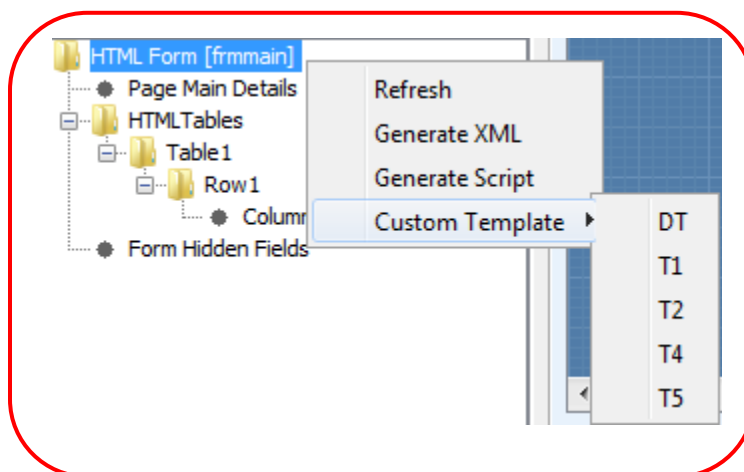 HTML Form [frmmain]
Page Main Details
HTMLTables
Table1
Row1
Form Hidden Fields
Refresh
Generate XML
Generate Script
Custom Template
DT
T1
T2
T4
T5